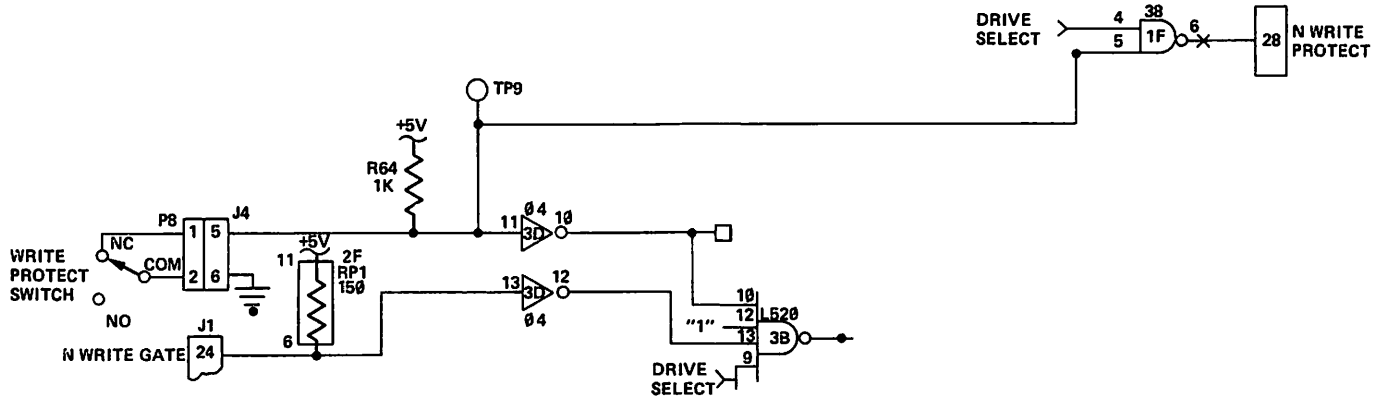 DRIVE
SELECT
4
5
38
1F
6
28
N WRITE
PROTECT
TP9
+5V
R64
1K
P8
J4
1
5
2
6
NC
COM
NO
WRITE
PROTECT
SWITCH
+5V
11
2F
RP1
150
6
J1
N WRITE GATE
24
11
04
3D
10
13
12
3D
04
10
12
"1"
13
9
LS20
3B
DRIVE
SELECT